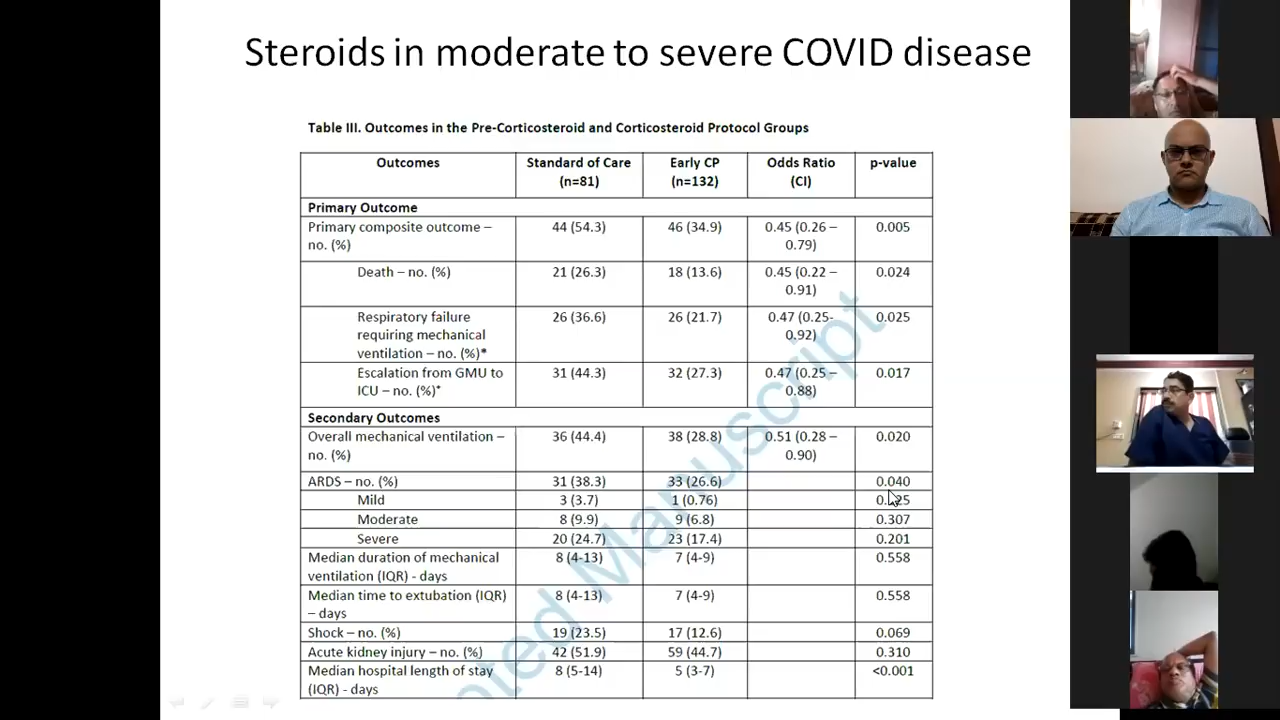 Steroids in moderate to severe COVID disease
Table III. Outcomes in the Pre-Corticosteroid and Corticosteroid Protocol Groups
Outcomes Standard of Care (n=81) Early CP (n=132) Odds Ratio (CI) p-value
Primary Outcome
Primary composite outcome – no. (%) 44 (54.3) 46 (34.9) 0.45 (0.26 – 0.79) 0.005
Death – no. (%) 21 (26.3) 18 (13.6) 0.45 (0.22 – 0.91) 0.024
Respiratory failure requiring mechanical ventilation – no. (%)* 26 (36.6) 26 (21.7) 0.47 (0.25- 0.92) 0.025
Escalation from GMU to ICU – no. (%)* 31 (44.3) 32 (27.3) 0.47 (0.25 – 0.88) 0.017
Secondary Outcomes
Overall mechanical ventilation – no. (%) 36 (44.4) 38 (28.8) 0.51 (0.28 – 0.90) 0.020
ARDS – no. (%) 31 (38.3) 33 (26.6) 0.040
Mild 3 (3.7) 1 (0.76)
Moderate 8 (9.9) 9 (6.8) 0.307
Severe 20 (24.7) 23 (17.4) 0.201
Median duration of mechanical ventilation (IQR) - days 8 (4-13) 7 (4-9) 0.558
Median time to extubation (IQR) – days 8 (4-13) 7 (4-9) 0.558
Shock – no. (%) 19 (23.5) 17 (12.6) 0.069
Acute kidney injury – no. (%) 42 (51.9) 59 (44.7) 0.310
Median hospital length of stay (IQR) - days 8 (5-14) 5 (3-7) <0.001
Manuscript